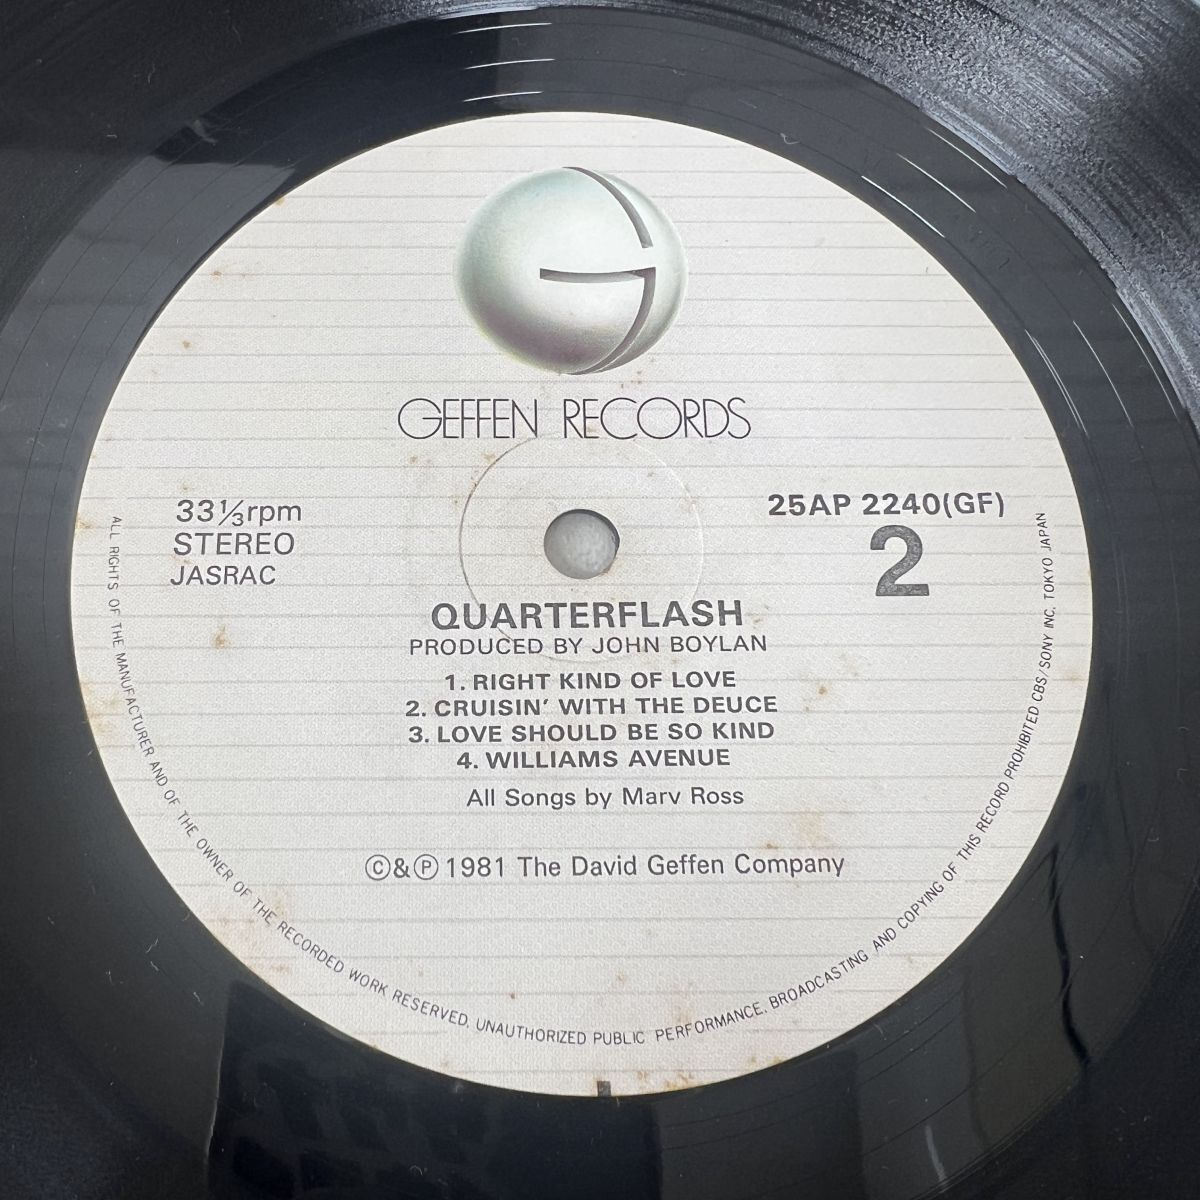 GEFFEN RECORDS
33⅓rpm
STEREO
JASRAC
25AP 2240(GF)
2
QUARTERFLASH
PRODUCED BY JOHN BOYLAN
1. RIGHT KIND OF LOVE
2. CRUISIN' WITH THE DEUCE
3. LOVE SHOULD BE SO KIND
4. WILLIAMS AVENUE
All Songs by Marv Ross
©&℗ 1981 The David Geffen Company
ALL RIGHTS OF THE MANUFACTURER AND OF THE OWNER OF THE RECORDED WORK RESERVED. UNAUTHORIZED PUBLIC PERFORMANCE. BROADCASTING AND COPYING OF THIS RECORD PROHIBITED CBS/SONY INC. TOKYO JAPAN